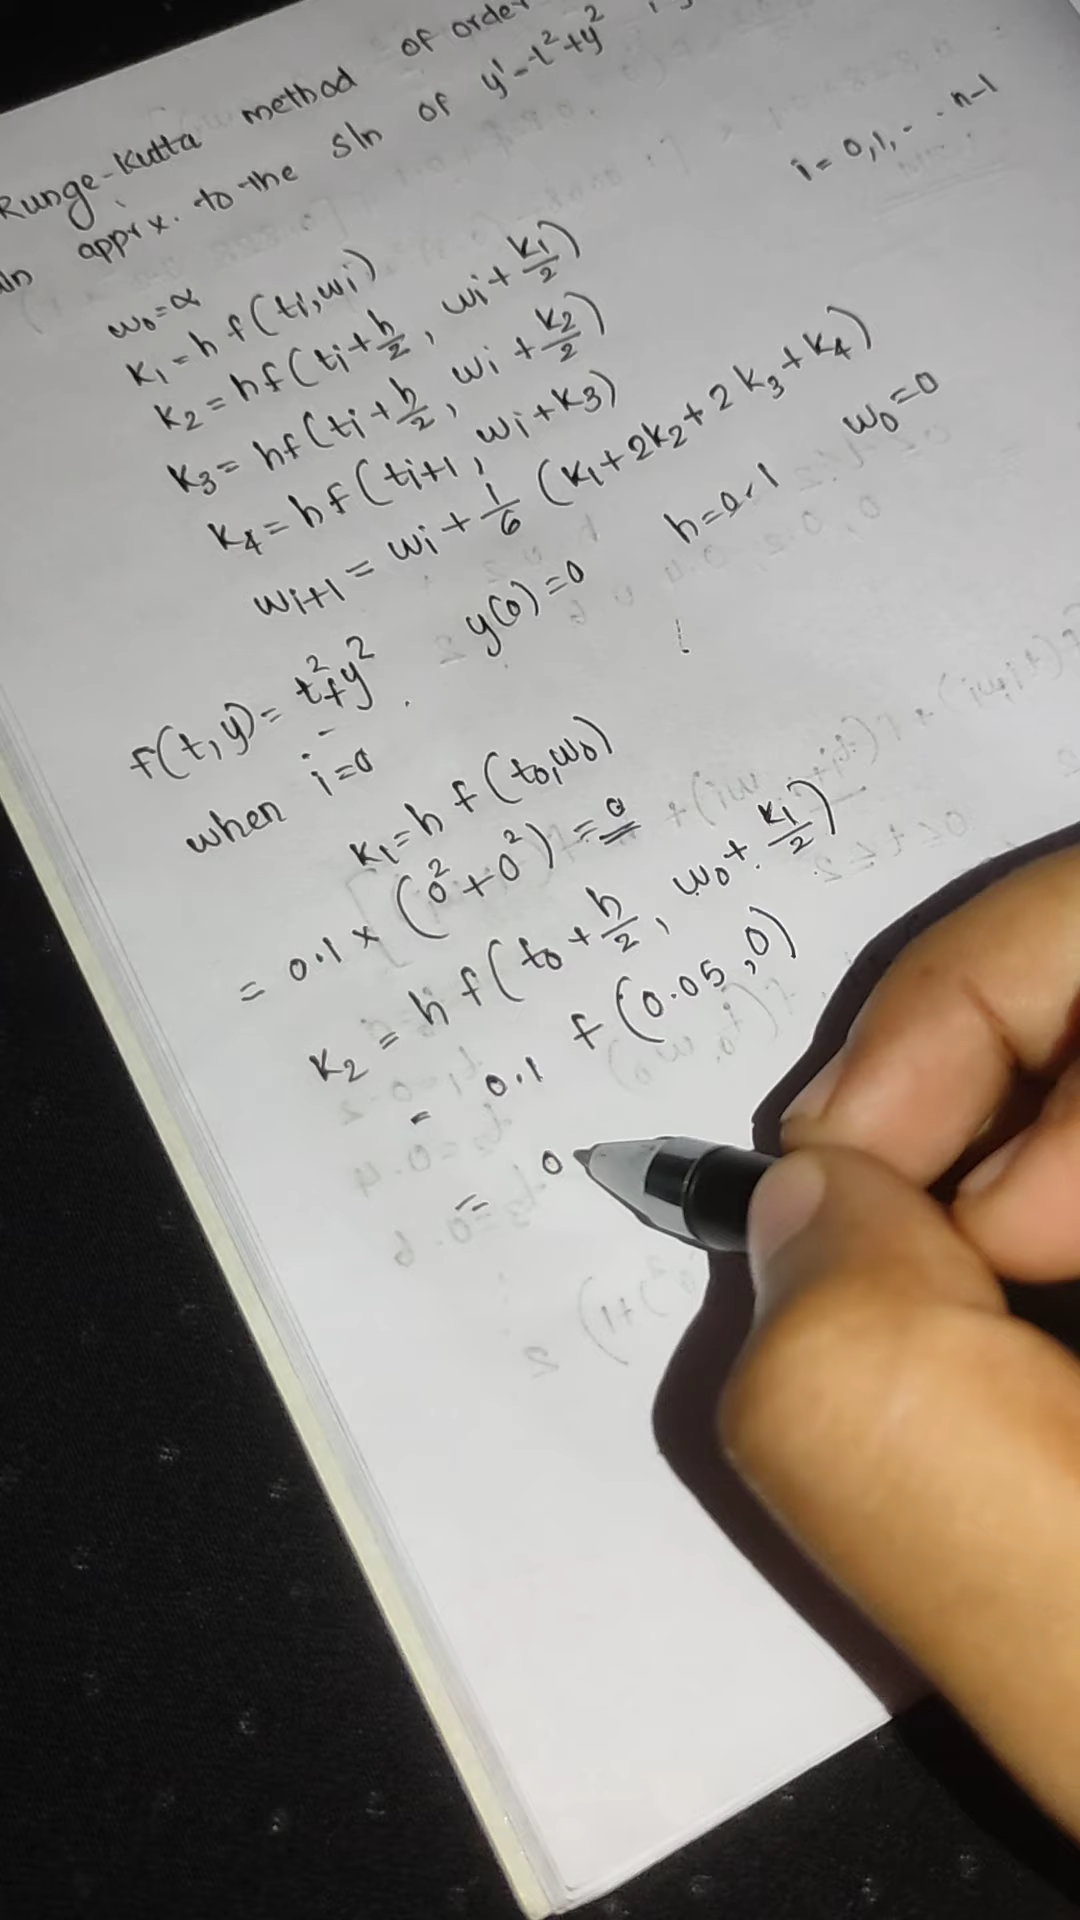 Runge-Kutta method of order
apprx. to the sln of y' = t² + y²
i = 0, 1, - . . n-1
w₀ = α
K₁ = h f(ti, wi)
K₂ = hf(ti + h/2, wi + K₁/2)
K₃ = hf(ti + h/2, wi + K₂/2)
K₄ = hf(ti+1, wi + K3)
wi+1 = wi + 1/6 (K₁ + 2K₂ + 2K₃ + K₄)
f(t, y) = t² + y² y(0) = 0 h = 0.1 w₀ = 0
when i = 0
K₁ = h f(t₀, w₀)
= 0.1 × (0² + 0²) = 0
K₂ = h f(t₀ + h/2, w₀ + K₁/2)
= 0.1 f(0.05, 0)
= 0